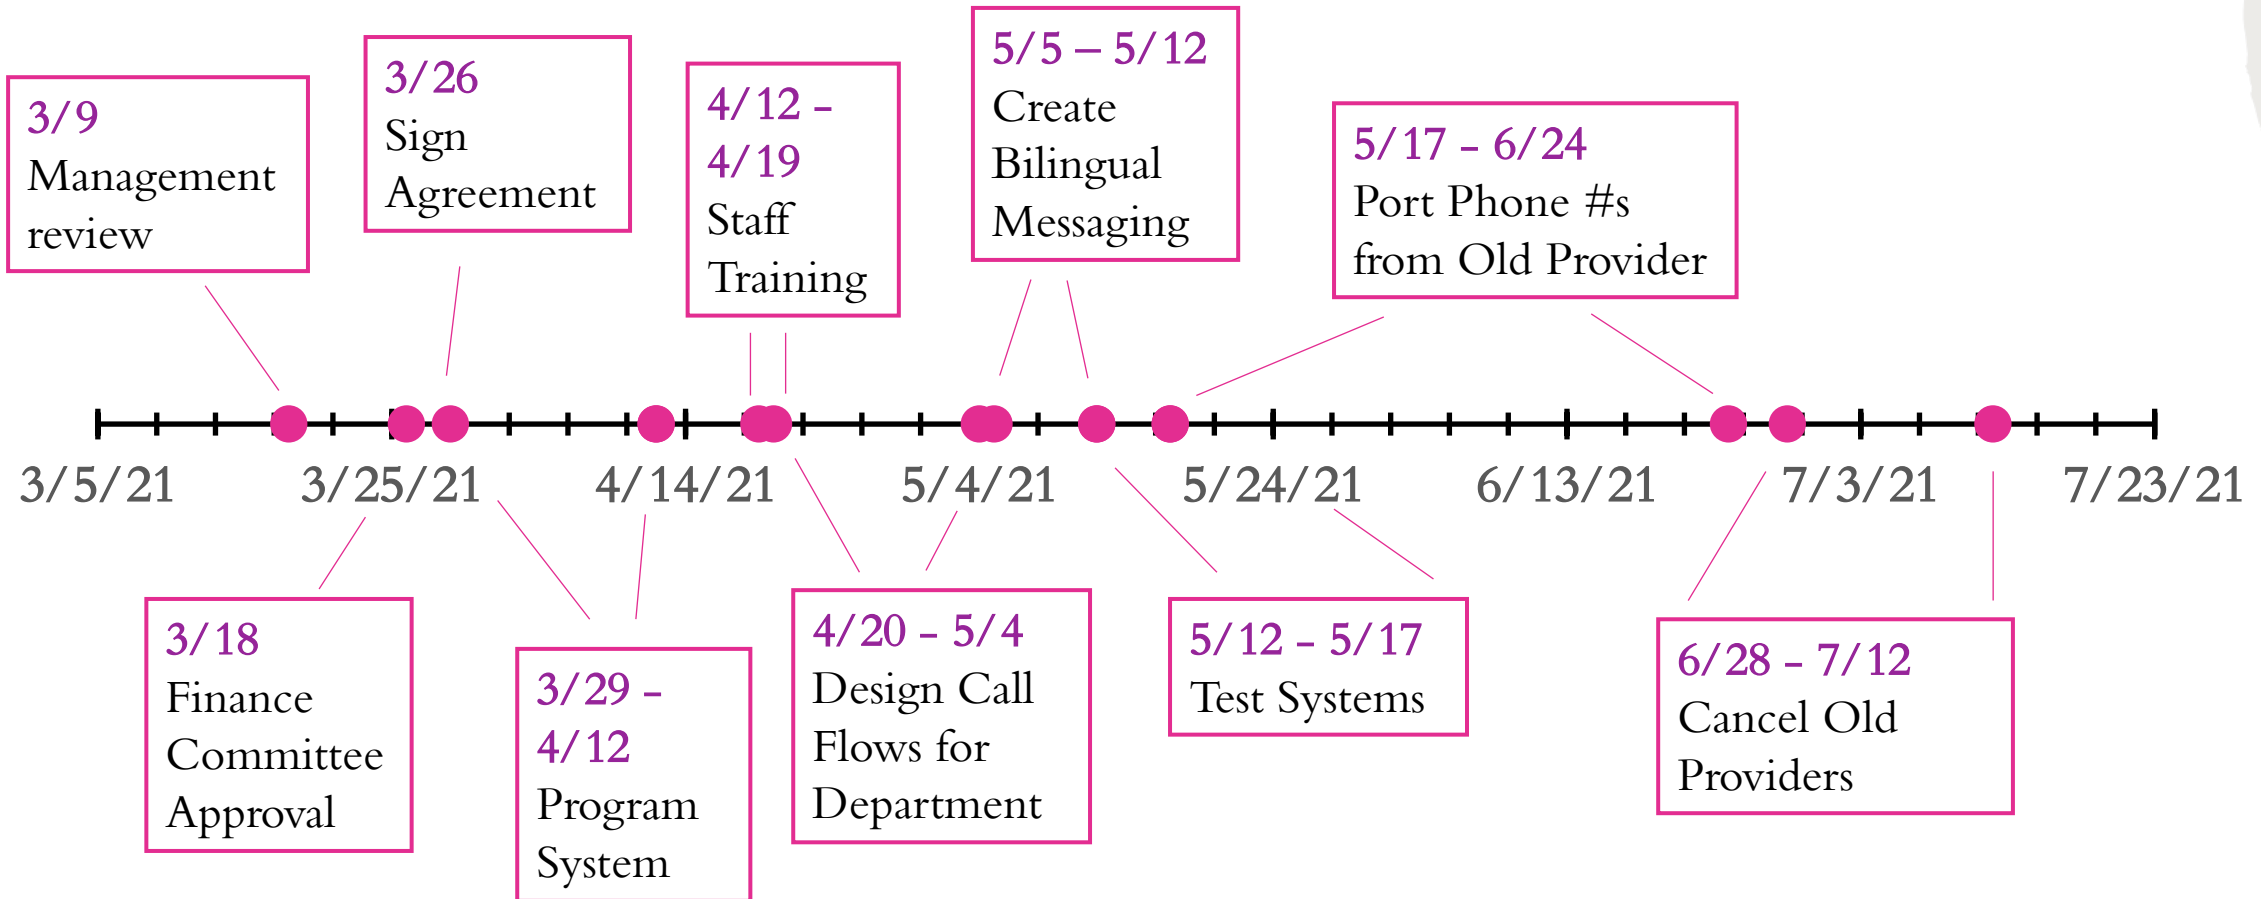 3/9
Management
review
3/26
Sign
Agreement
4/12 -
4/19
Staff
Training
5/5 – 5/12
Create
Bilingual
Messaging
5/17 - 6/24
Port Phone #s
from Old Provider
3/5/21
3/25/21
4/14/21
5/4/21
5/24/21
6/13/21
7/3/21
7/23/21
3/18
Finance
Committee
Approval
3/29 -
4/12
Program
System
4/20 - 5/4
Design Call
Flows for
Department
5/12 - 5/17
Test Systems
6/28 - 7/12
Cancel Old
Providers